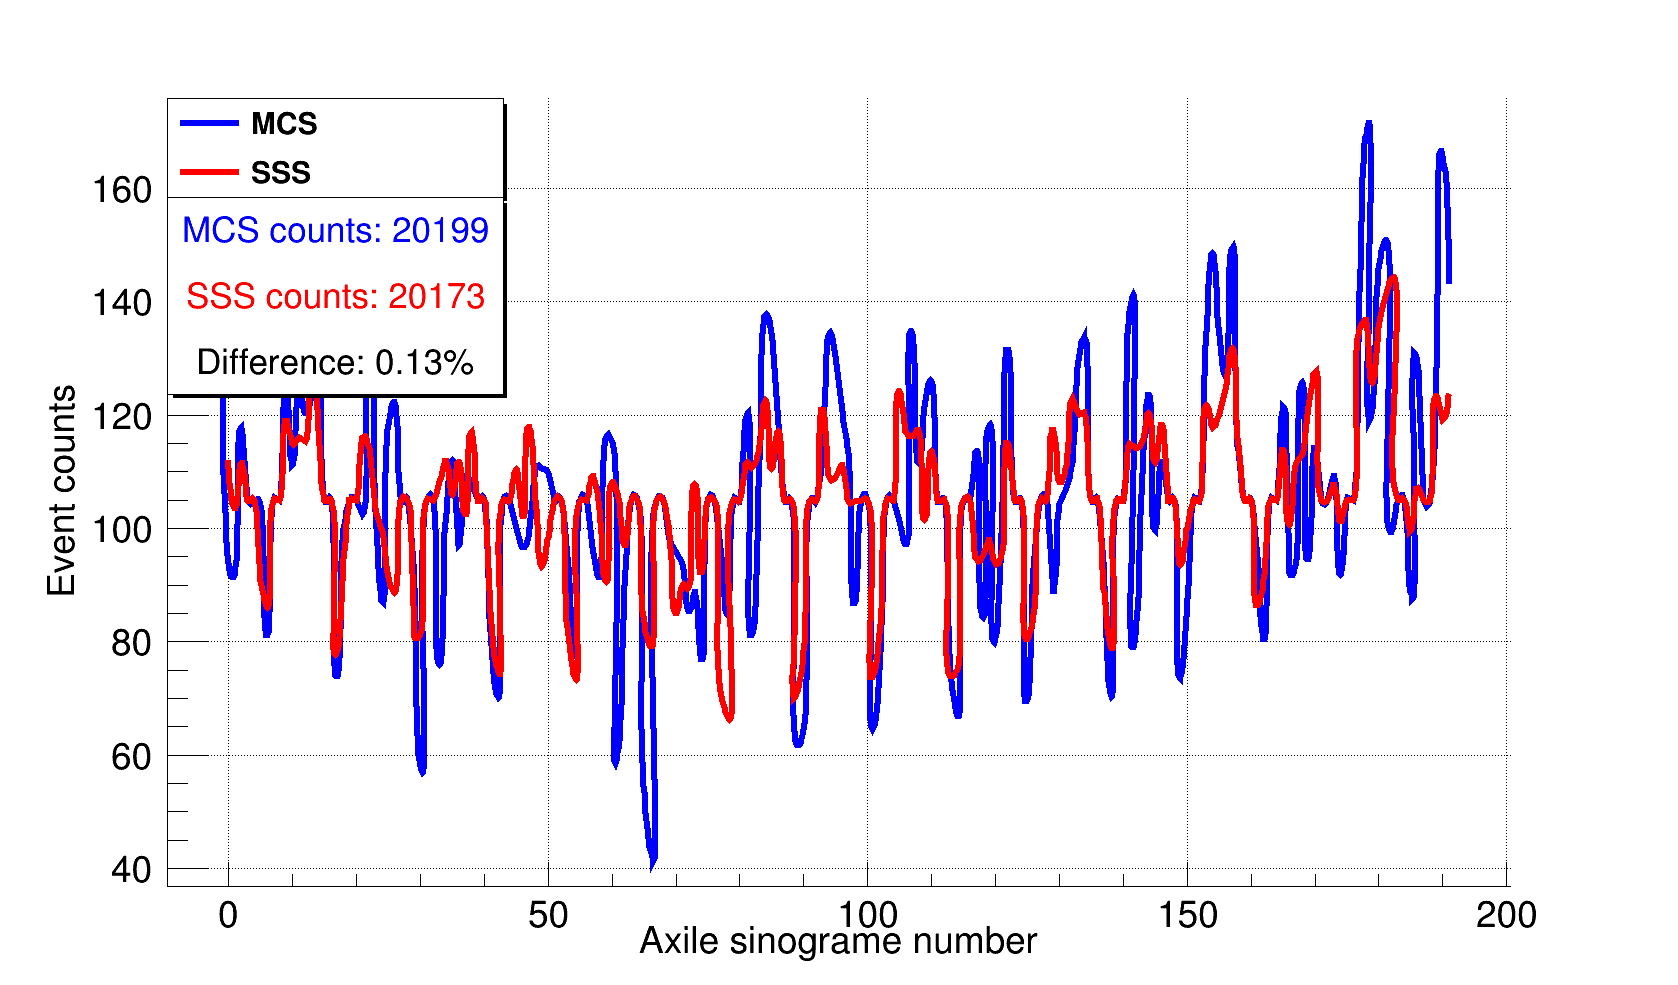 MCS
SSS
MCS counts: 20199
SSS counts: 20173
Difference: 0.13%
160
140
120
100
80
60
40
Event counts
0 50 100 150 200
Axile sinograme number